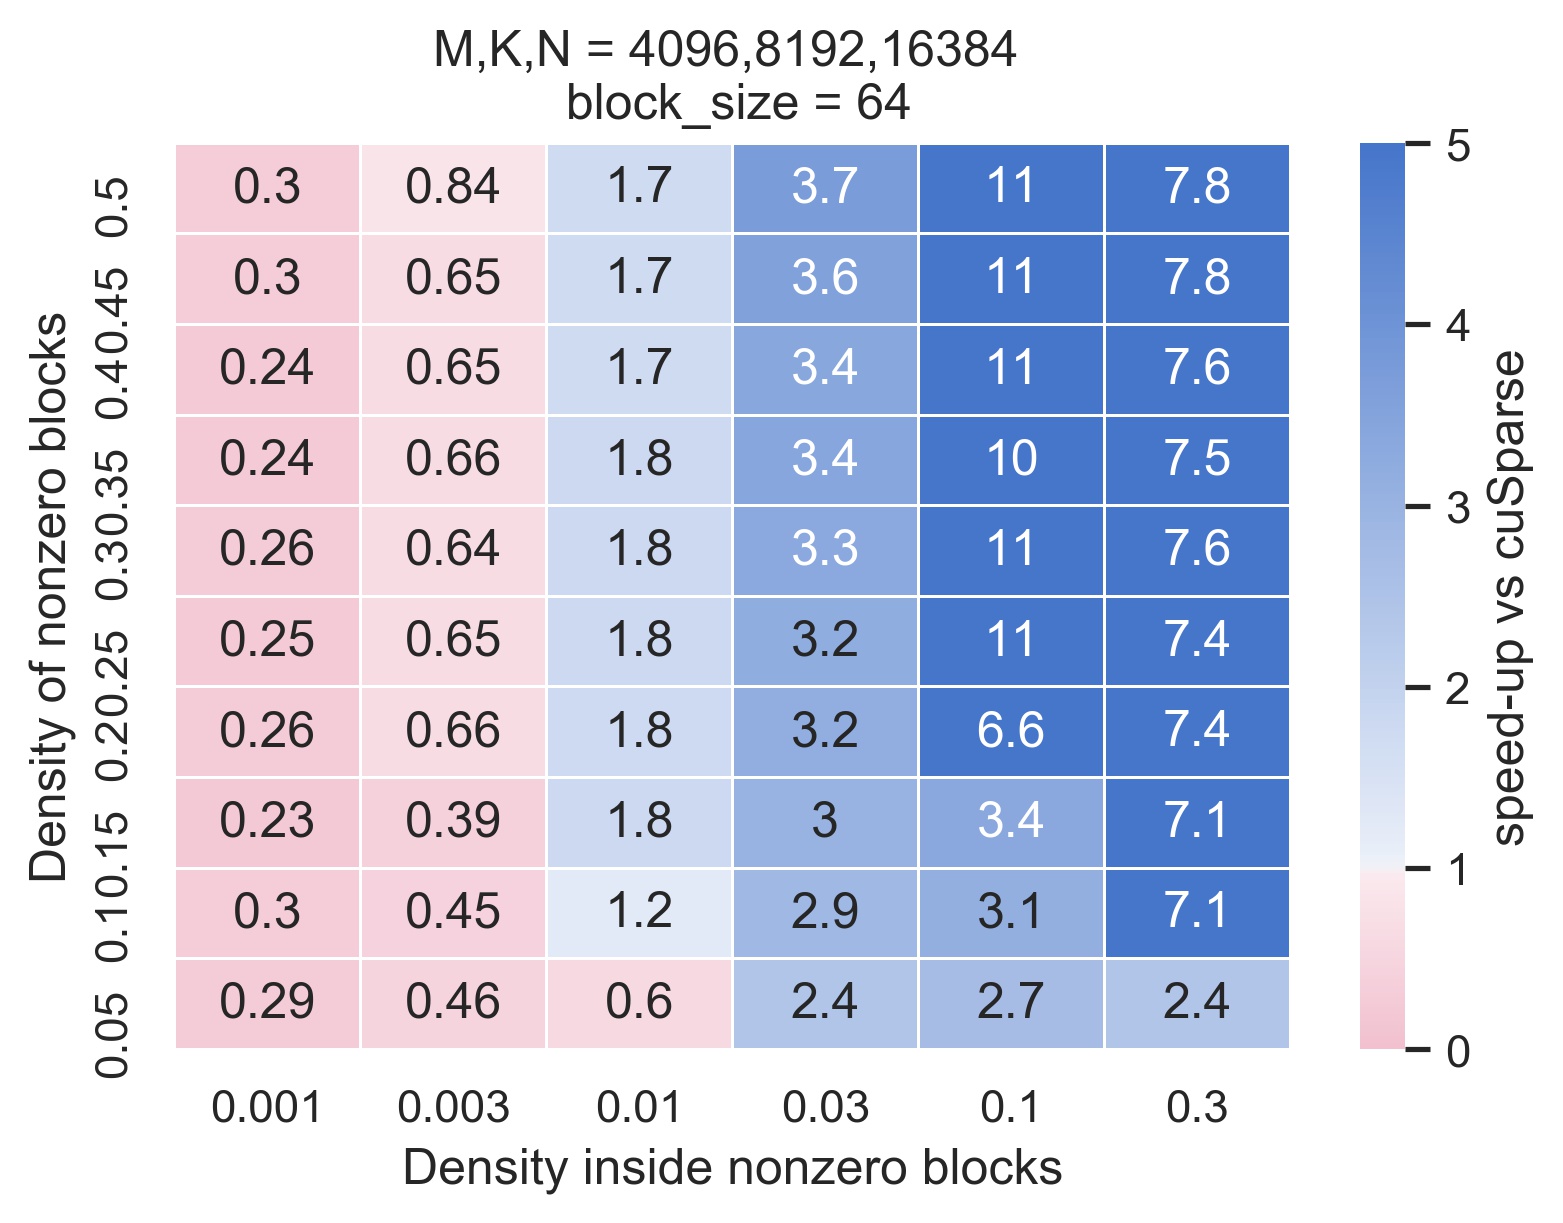 M,K,N = 4096,8192,16384
block_size = 64
Density of nonzero blocks
0.5 0.3 0.84 1.7 3.7 11 7.8
0.45 0.3 0.65 1.7 3.6 11 7.8
0.4 0.24 0.65 1.7 3.4 11 7.6
0.35 0.24 0.66 1.8 3.4 10 7.5
0.3 0.26 0.64 1.8 3.3 11 7.6
0.25 0.25 0.65 1.8 3.2 11 7.4
0.2 0.26 0.66 1.8 3.2 6.6 7.4
0.15 0.23 0.39 1.8 3 3.4 7.1
0.1 0.3 0.45 1.2 2.9 3.1 7.1
0.05 0.29 0.46 0.6 2.4 2.7 2.4
0.001 0.003 0.01 0.03 0.1 0.3
Density inside nonzero blocks
5
4
3
2
1
0
speed-up vs cuSparse